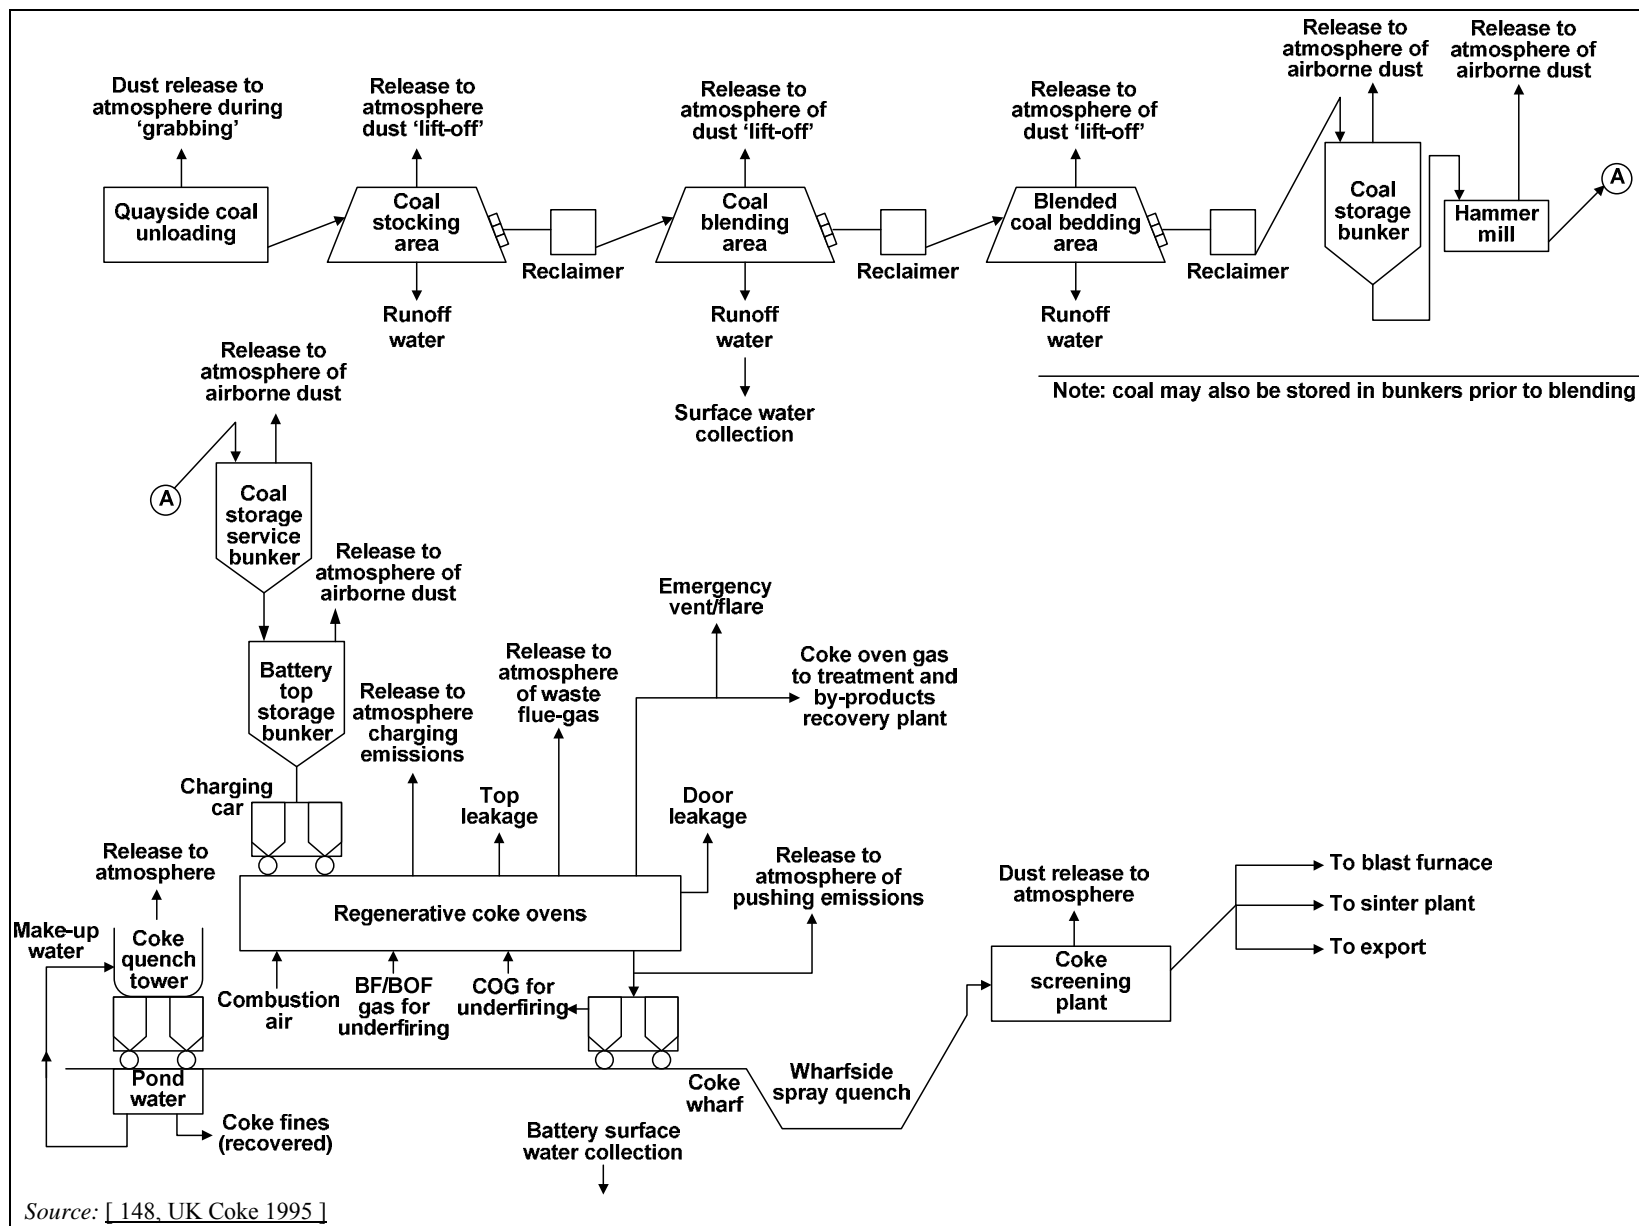 Dust release to
atmosphere during
‘grabbing’
Release to
atmosphere
dust ‘lift-off’
Release to
atmosphere of
dust ‘lift-off’
Release to
atmosphere of
dust ‘lift-off’
Release to
atmosphere of
airborne dust
Release to
atmosphere of
airborne dust
Quayside coal
unloading
Coal
stocking
area
Reclaimer
Coal
blending
area
Reclaimer
Blended
coal bedding
area
Reclaimer
Coal
storage
bunker
Hammer
mill
A
Runoff
water
Runoff
water
Runoff
water
Surface water
collection
Note: coal may also be stored in bunkers prior to blending
Release to
atmosphere of
airborne dust
A
Coal
storage
service
bunker
Release to
atmosphere of
airborne dust
Battery
top
storage
bunker
Release to
atmosphere
charging
emissions
Release to
atmosphere
of waste
flue-gas
Emergency
vent/flare
Coke oven gas
to treatment and
by-products
recovery plant
Charging
car
Top
leakage
Door
leakage
Release to
atmosphere
Release to
atmosphere of
pushing emissions
Dust release to
atmosphere
To blast furnace
To sinter plant
To export
Regenerative coke ovens
Make-up
water
Coke
quench
tower
Combustion
air
BF/BOF
gas for
underfiring
COG for
underfiring
Coke
screening
plant
Pond
water
Coke
wharf
Wharfside
spray quench
Coke fines
(recovered)
Battery surface
water collection
Source: [ 148, UK Coke 1995 ]